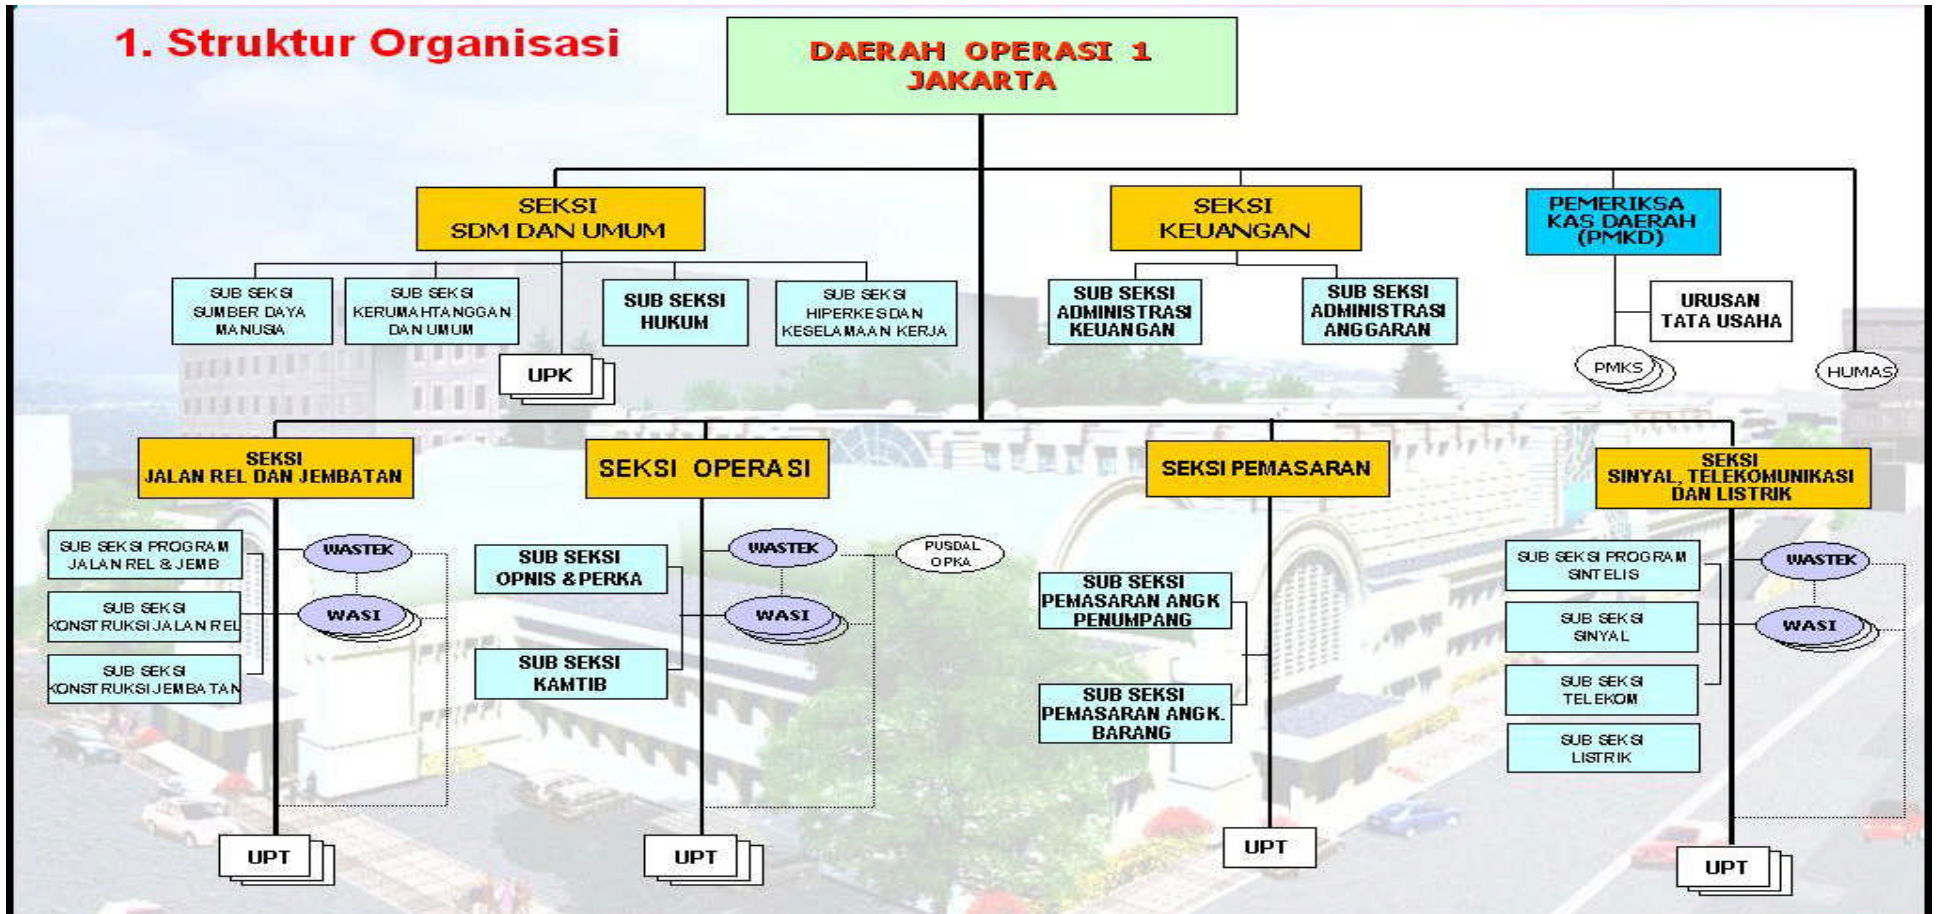 1. Struktur Organisasi
DAERAH OPERASI 1
JAKARTA
SEKSI
SDM DAN UMUM
SEKSI
KEUANGAN
PEMERIKSA
KAS DAERAH
(PMKD)
SUB SEKSI
SUMBER DAYA
MANUSIA
SUB SEKSI
KERUMAHTANGGAN
DAN UMUM
SUB SEKSI
HUKUM
SUB SEKSI
HIPERKES DAN
KESELAMAAN KERJA
SUB SEKSI
ADMINISTRASI
KEUANGAN
SUB SEKSI
ADMINISTRASI
ANGGARAN
URUSAN
TATA USAHA
UPK
PMKS
HUMAS
SEKSI
JALAN REL DAN JEMBATAN
SEKSI OPERASI
SEKSI PEMASARAN
SEKSI
SINYAL, TELEKOMUNIKASI
DAN LISTRIK
SUB SEKSI PROGRAM
JALAN REL & JEMB
SUB SEKSI
KONSTRUKSI JALAN REL
SUB SEKSI
KONSTRUKSI JEMBATAN
WASTEK
WASI
SUB SEKSI
OPNIS & PERKA
SUB SEKSI
KAMTIB
WASTEK
WASI
PUSDAL
OPKA
SUB SEKSI
PEMASARAN ANGK
PENUMPANG
SUB SEKSI
PEMASARAN ANGK.
BARANG
SUB SEKSI PROGRAM
SINTELIS
SUB SEKSI
SINYAL
SUB SEKSI
TELEKOM
SUB SEKSI
LISTRIK
WASTEK
WASI
UPT
UPT
UPT
UPT